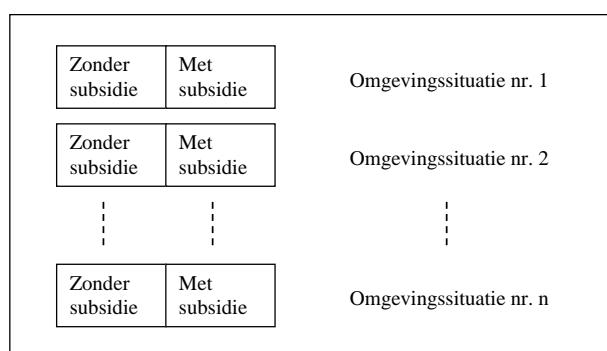 Zonder subsidie
Met subsidie
Omgevingssituatie nr. 1
Zonder subsidie
Met subsidie
Omgevingssituatie nr. 2
Zonder subsidie
Met subsidie
Omgevingssituatie nr. n